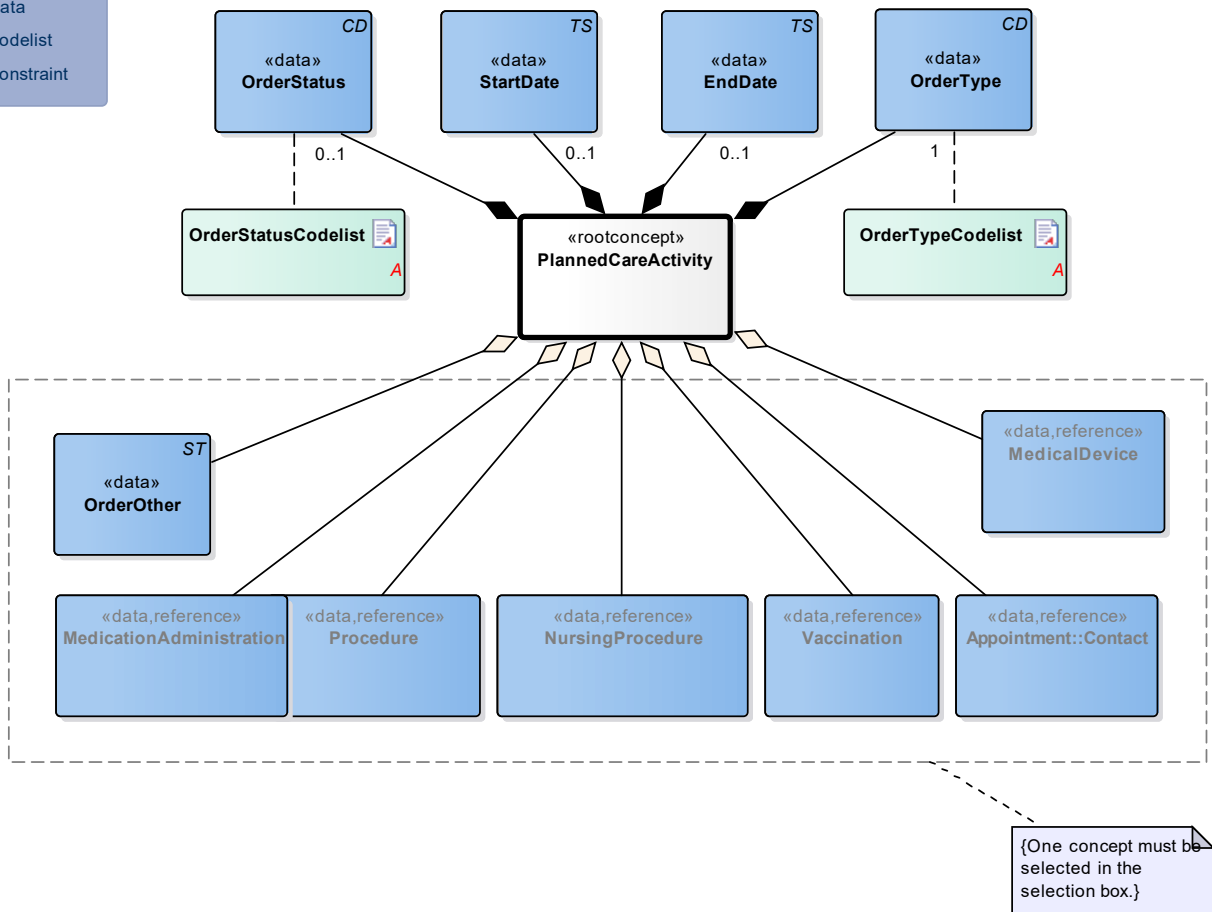 ata
odelist
onstraint
CD
«data»
OrderStatus
TS
«data»
StartDate
TS
«data»
EndDate
CD
«data»
OrderType
0..1
0..1
0..1
1
OrderStatusCodelist
A
«rootconcept»
PlannedCareActivity
OrderTypeCodelist
A
ST
«data»
OrderOther
«data,reference»
MedicalDevice
«data,reference»
MedicationAdministration
«data,reference»
Procedure
«data,reference»
NursingProcedure
«data,reference»
Vaccination
«data,reference»
Appointment::Contact
{One concept must be
selected in the
selection box.}